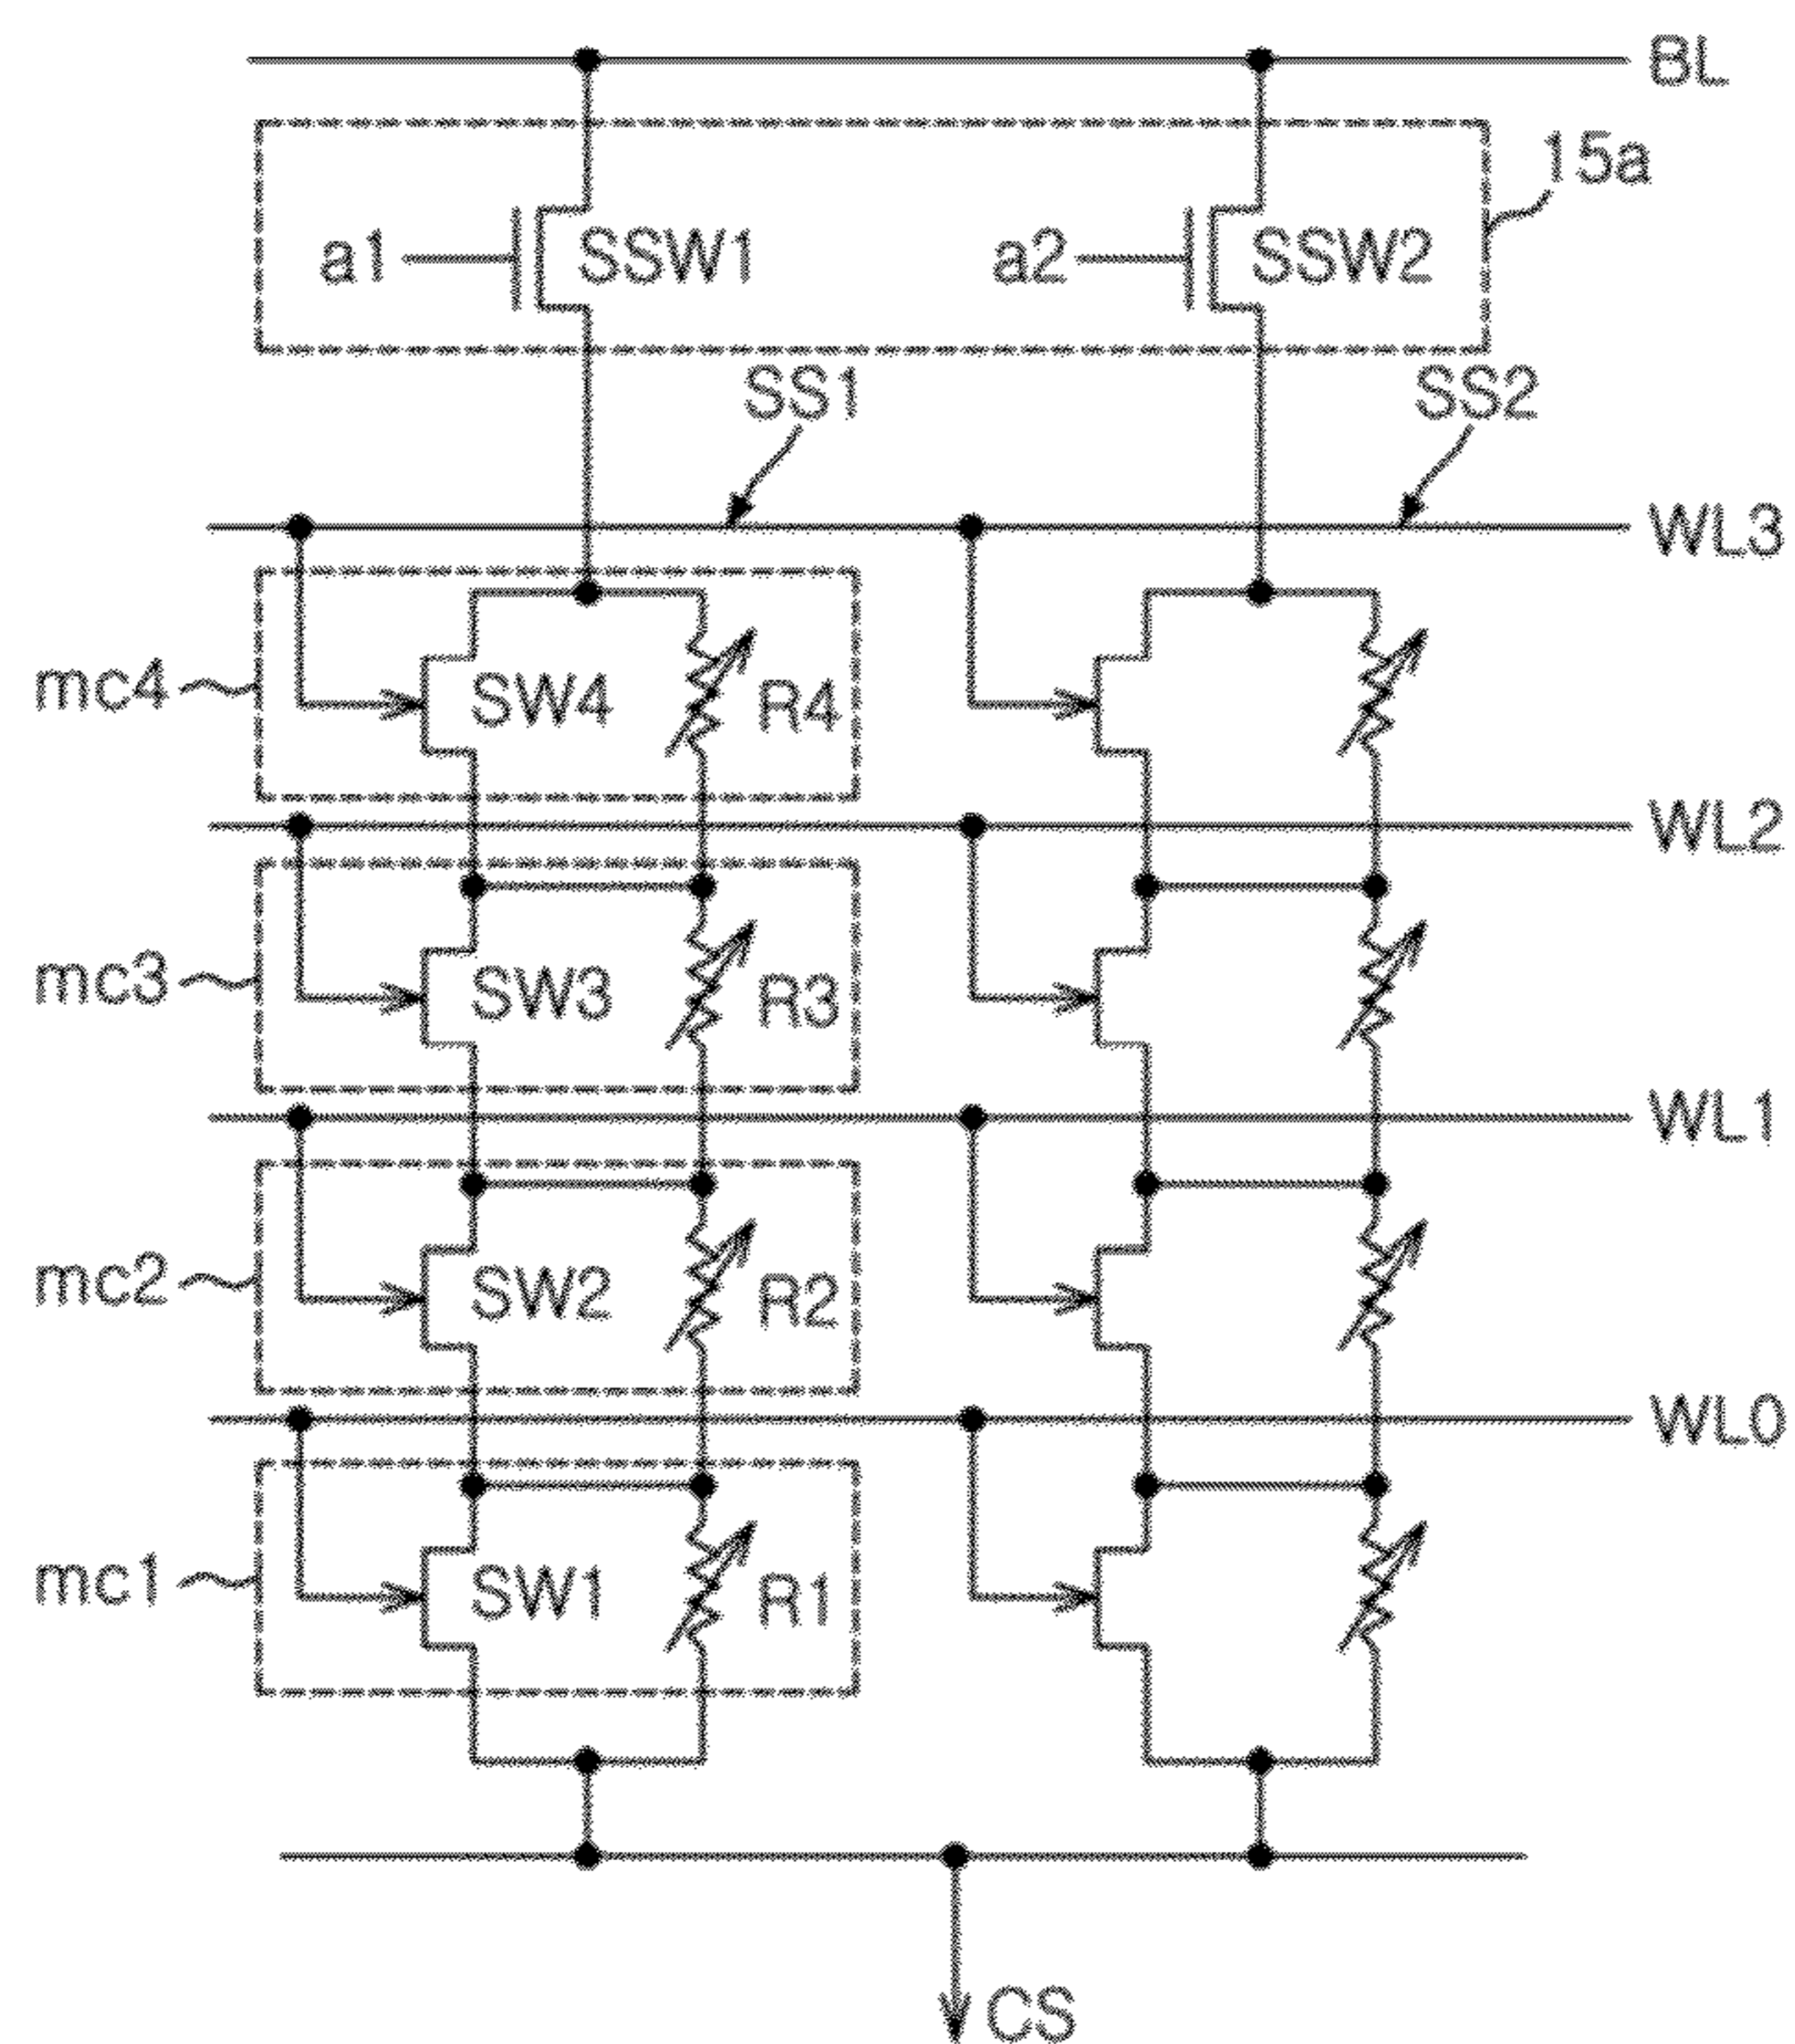 BL
15a
a1 SSW1 a2 SSW2
SS1 SS2
WL3
mc4 SW4 R4
WL2
mc3 SW3 R3
WL1
mc2 SW2 R2
WL0
mc1 SW1 R1
CS